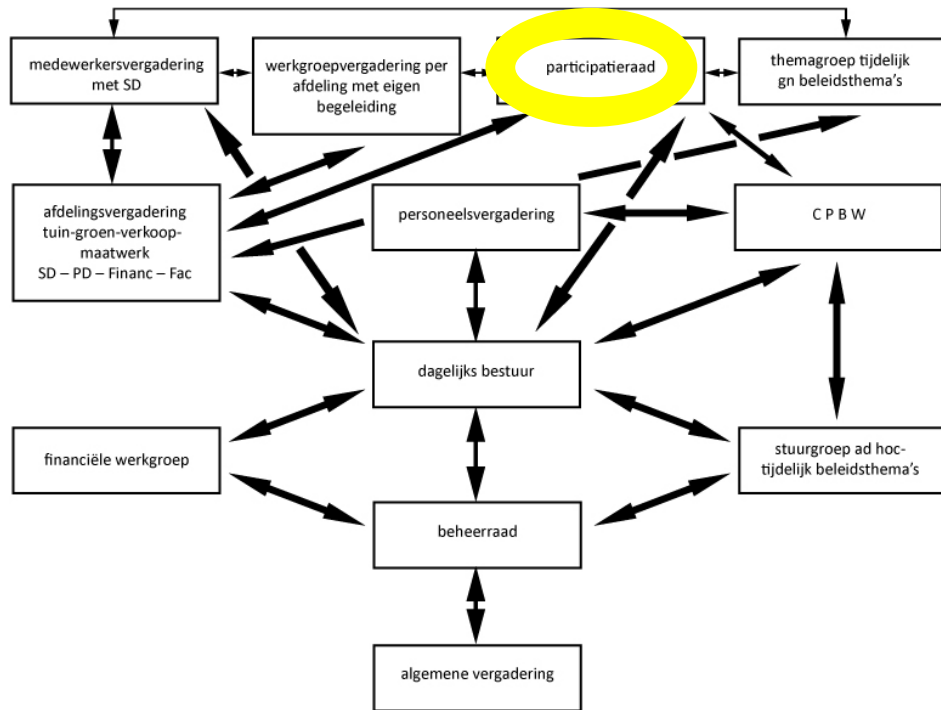 medewerkersvergadering
met SD
werkgroepvergadering per
afdeling met eigen
begeleiding
participatieraad
themagroep tijdelijk
gn beleidsthema's
afdelingsvergadering
tuin-groen-verkoop-
maatwerk
SD – PD – Financ – Fac
personeelsvergadering
C P B W
dagelijks bestuur
financiële werkgroep
stuurgroep ad hoc-
tijdelijk beleidsthema's
beheerraad
algemene vergadering